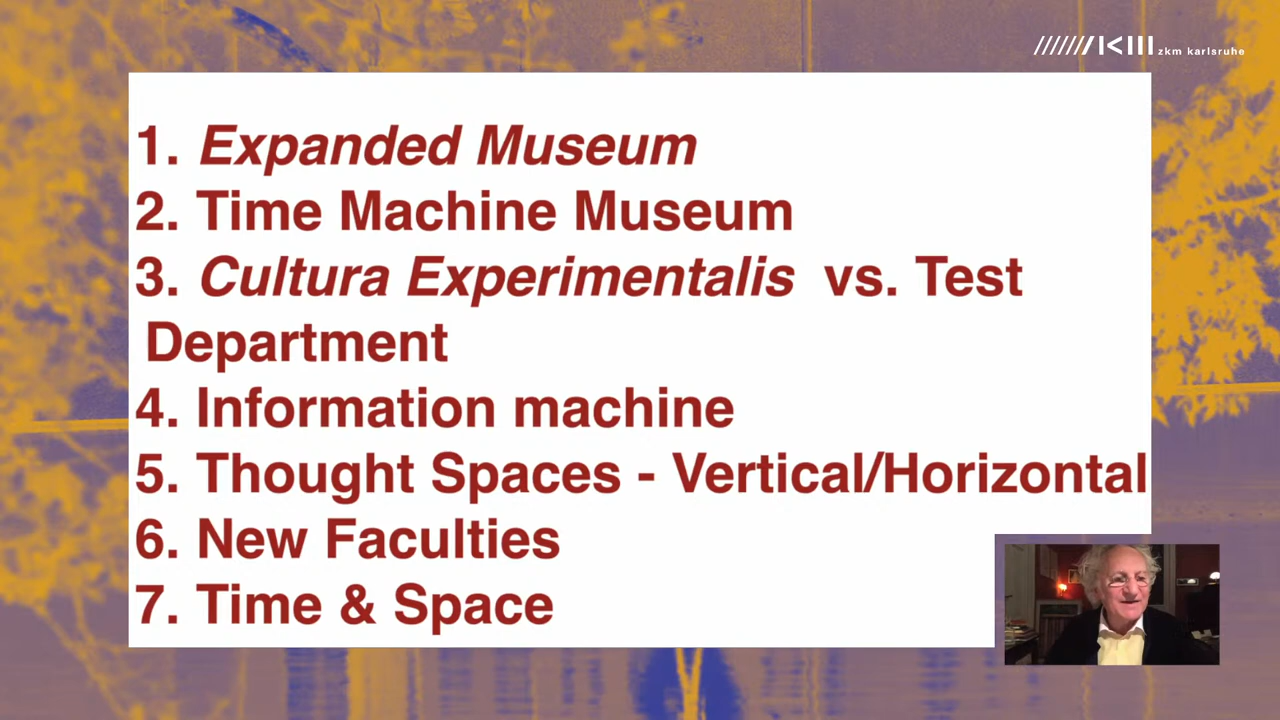 zkm karlsruhe
1. Expanded Museum
2. Time Machine Museum
3. Cultura Experimentalis vs. Test
Department
4. Information machine
5. Thought Spaces - Vertical/Horizontal
6. New Faculties
7. Time & Space